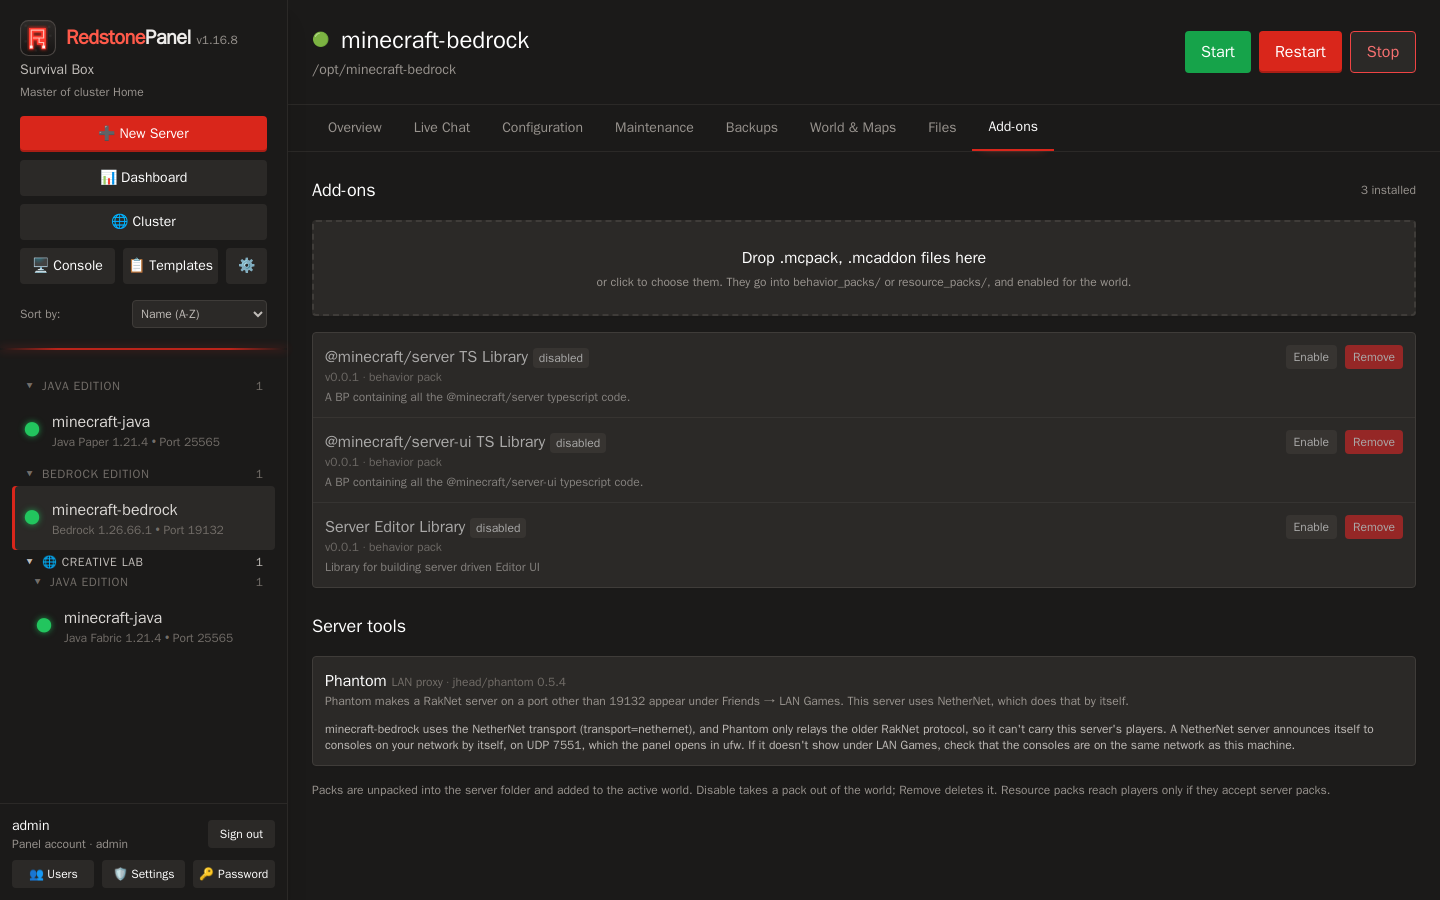 RedstonePanel v1.16.8
Survival Box
Master of cluster Home
➕ New Server
📊 Dashboard
🌐 Cluster
🖥️ Console
📋 Templates
⚙️
Sort by:
Name (A-Z)
JAVA EDITION 1
minecraft-java
Java Paper 1.21.4 • Port 25565
BEDROCK EDITION 1
minecraft-bedrock
Bedrock 1.26.66.1 • Port 19132
🌐 CREATIVE LAB 1
JAVA EDITION 1
minecraft-java
Java Fabric 1.21.4 • Port 25565
admin
Panel account · admin
Sign out
👥 Users
🛡️ Settings
🔑 Password
minecraft-bedrock
/opt/minecraft-bedrock
Start
Restart
Stop
Overview
Live Chat
Configuration
Maintenance
Backups
World & Maps
Files
Add-ons
Add-ons
3 installed
Drop .mcpack, .mcaddon files here
or click to choose them. They go into behavior_packs/ or resource_packs/, and enabled for the world.
@minecraft/server TS Library disabled
Enable
Remove
v0.0.1 · behavior pack
A BP containing all the @minecraft/server typescript code.
@minecraft/server-ui TS Library disabled
Enable
Remove
v0.0.1 · behavior pack
A BP containing all the @minecraft/server-ui typescript code.
Server Editor Library disabled
Enable
Remove
v0.0.1 · behavior pack
Library for building server driven Editor UI
Server tools
Phantom LAN proxy · jhead/phantom 0.5.4
Phantom makes a RakNet server on a port other than 19132 appear under Friends → LAN Games. This server uses NetherNet, which does that by itself.
minecraft-bedrock uses the NetherNet transport (transport=nethernet), and Phantom only relays the older RakNet protocol, so it can't carry this server's players. A NetherNet server announces itself to
consoles on your network by itself, on UDP 7551, which the panel opens in ufw. If it doesn't show under LAN Games, check that the consoles are on the same network as this machine.
Packs are unpacked into the server folder and added to the active world. Disable takes a pack out of the world; Remove deletes it. Resource packs reach players only if they accept server packs.